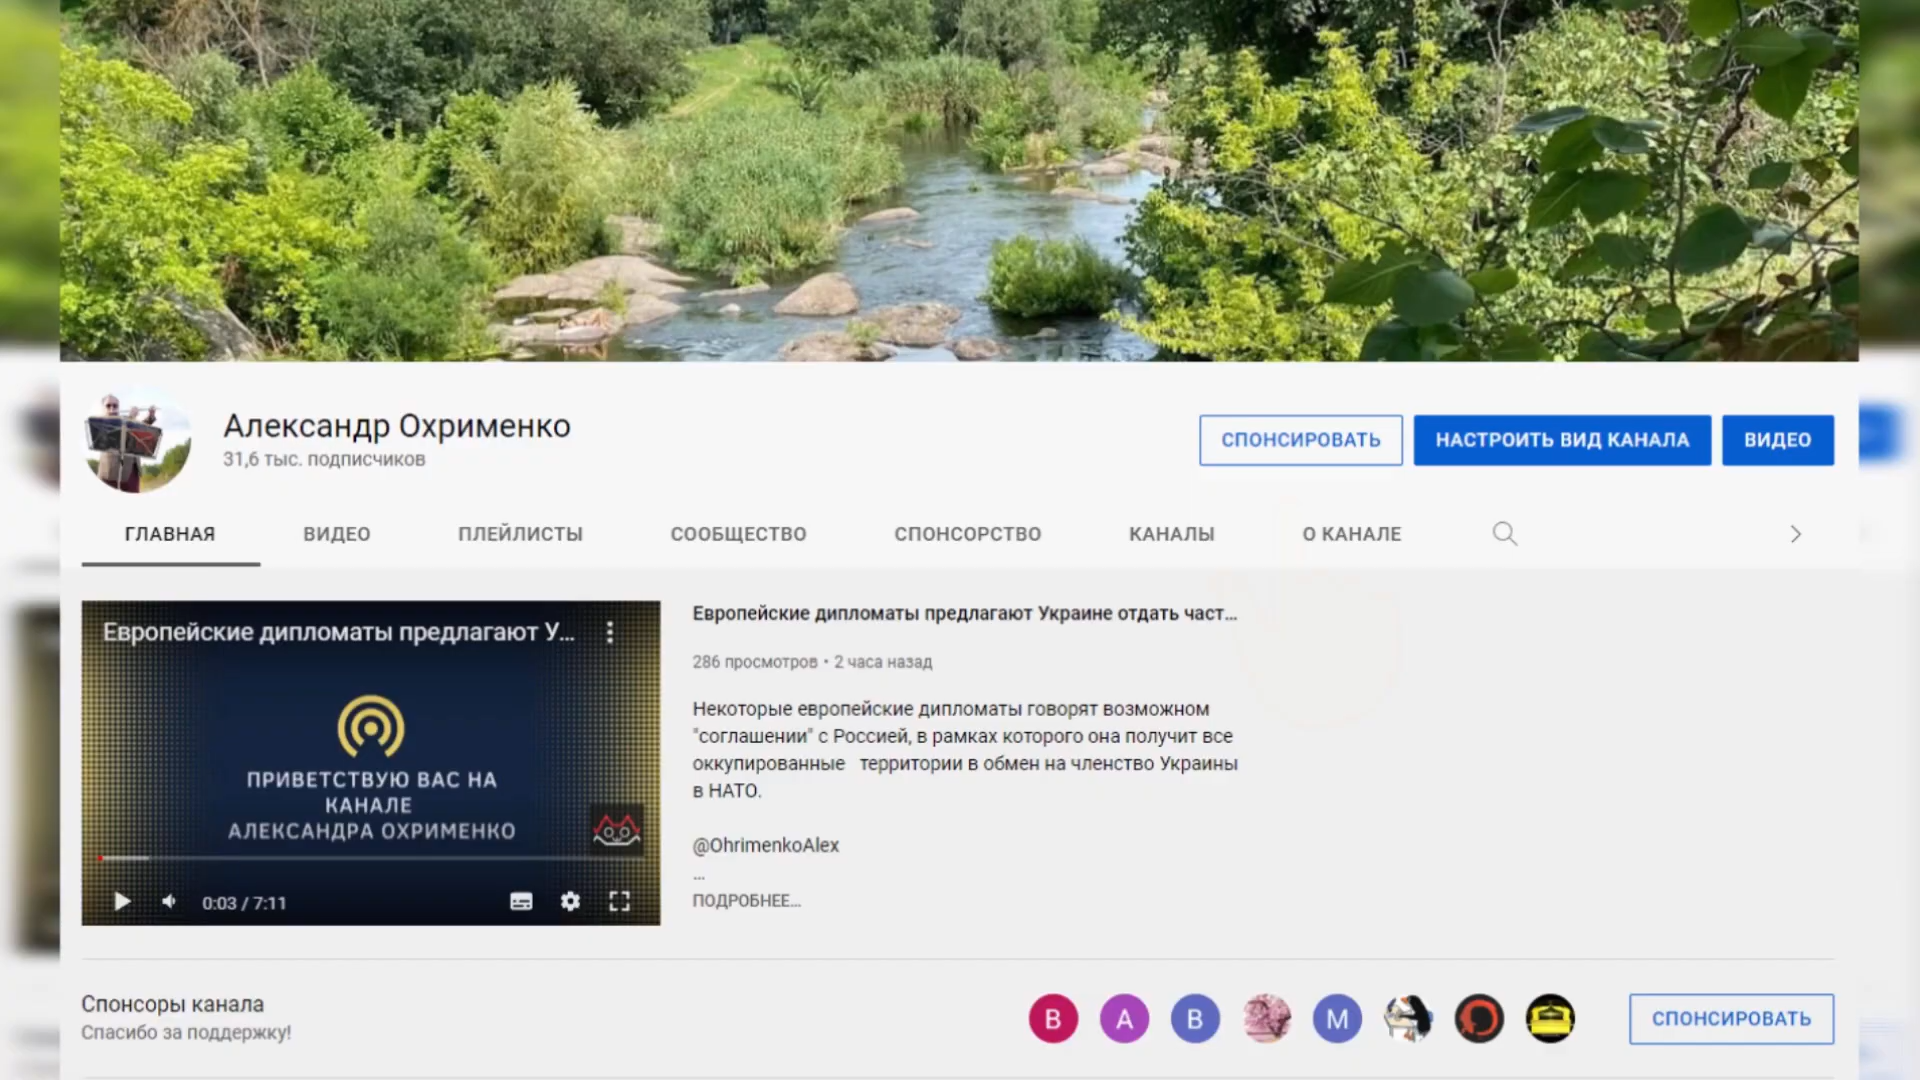 Александр Охрименко
31,6 тыс. подписчиков
СПОНСИРОВАТЬ
НАСТРОИТЬ ВИД КАНАЛА
ВИДЕО
ГЛАВНАЯ
ВИДЕО
ПЛЕЙЛИСТЫ
СООБЩЕСТВО
СПОНСОРСТВО
КАНАЛЫ
О КАНАЛЕ
Европейские дипломаты предлагают У...
ПРИВЕТСТВУЮ ВАС НА
КАНАЛЕ
АЛЕКСАНДРА ОХРИМЕНКО
0:03 / 7:11
Европейские дипломаты предлагают Украине отдать част...
286 просмотров • 2 часа назад
Некоторые европейские дипломаты говорят возможном
"соглашении" с Россией, в рамках которого она получит все
оккупированные территории в обмен на членство Украины
в НАТО.
@OhrimenkoAlex
...
ПОДРОБНЕЕ...
Спонсоры канала
Спасибо за поддержку!
B
A
B
M
СПОНСИРОВАТЬ